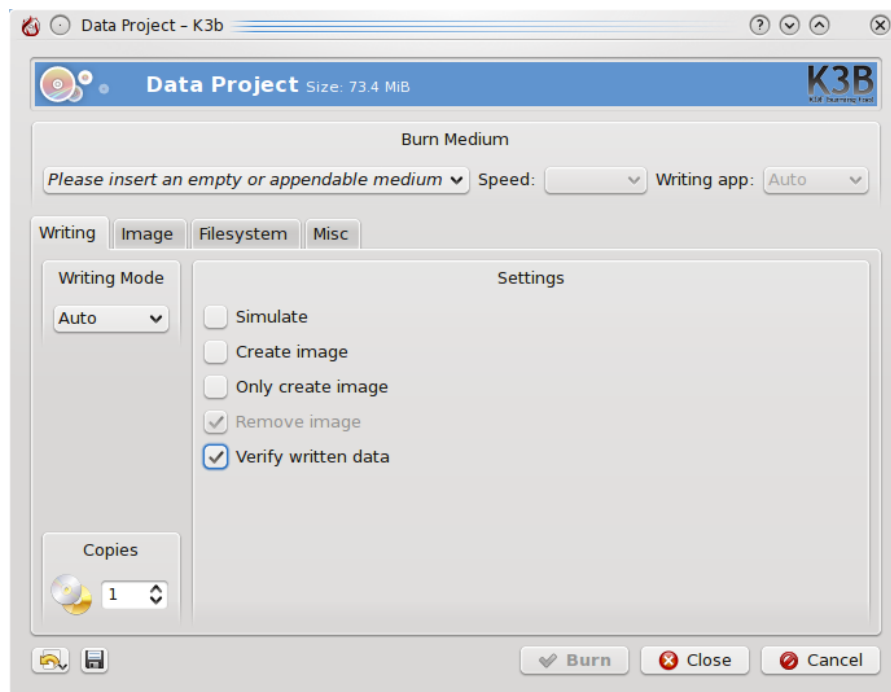 Data Project – K3b
Data Project Size: 73.4 MiB
K3B
Burn Medium
Please insert an empty or appendable medium Speed: Writing app: Auto
Writing Image Filesystem Misc
Writing Mode
Auto
Settings
Simulate
Create image
Only create image
Remove image
Verify written data
Copies
1
Burn Close Cancel